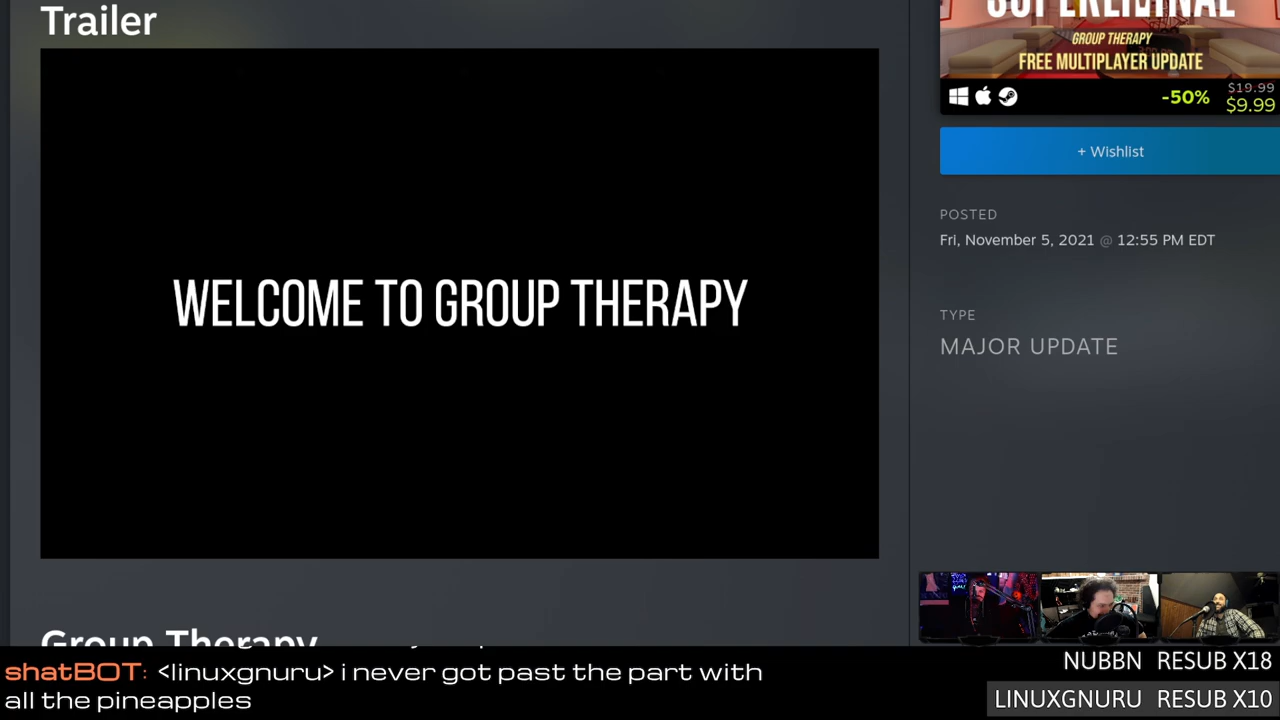 Trailer
SUPERLIMINAL
GROUP THERAPY
FREE MULTIPLAYER UPDATE
-50%
$19.99
$9.99
+ Wishlist
WELCOME TO GROUP THERAPY
POSTED
Fri, November 5, 2021 @ 12:55 PM EDT
TYPE
MAJOR UPDATE
Group Therapy
shatBOT: <linuxgnuru> i never got past the part with
all the pineapples
NUBBN RESUB X18
LINUXGNURU RESUB X10